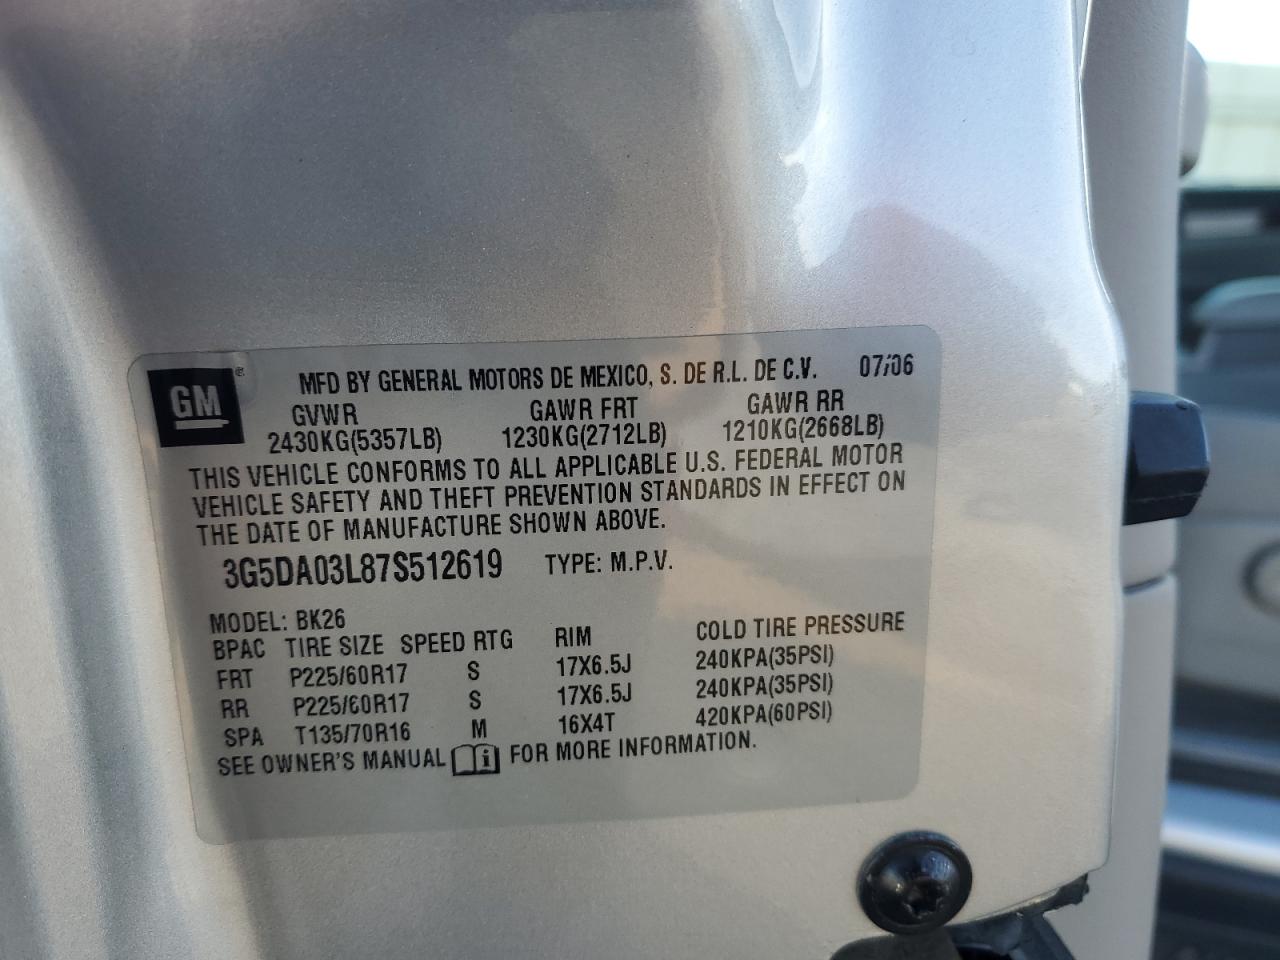 GM ®
MFD BY GENERAL MOTORS DE MEXICO, S. DE R.L. DE C.V. 07/06
GVWR GAWR FRT GAWR RR
2430KG(5357LB) 1230KG(2712LB) 1210KG(2668LB)
THIS VEHICLE CONFORMS TO ALL APPLICABLE U.S. FEDERAL MOTOR
VEHICLE SAFETY AND THEFT PREVENTION STANDARDS IN EFFECT ON
THE DATE OF MANUFACTURE SHOWN ABOVE.
3G5DA03L87S512619 TYPE: M.P.V.
MODEL: BK26
BPAC TIRE SIZE SPEED RTG RIM COLD TIRE PRESSURE
FRT P225/60R17 S 17X6.5J 240KPA(35PSI)
RR P225/60R17 S 17X6.5J 240KPA(35PSI)
SPA T135/70R16 M 16X4T 420KPA(60PSI)
SEE OWNER'S MANUAL i FOR MORE INFORMATION.